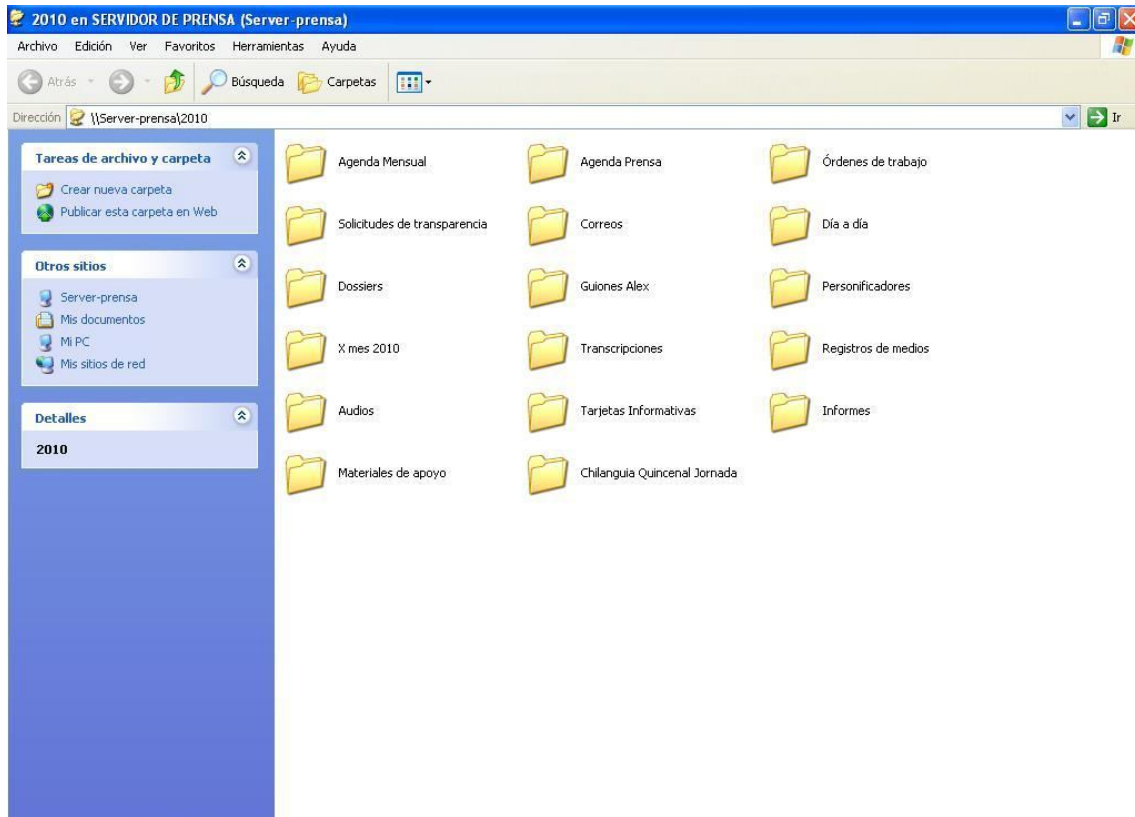 2010 en SERVIDOR DE PRENSA (Server-prensa)
Archivo Edición Ver Favoritos Herramientas Ayuda
Atrás Búsqueda Carpetas
Dirección \\Server-prensa\2010 Ir
Tareas de archivo y carpeta
Crear nueva carpeta
Publicar esta carpeta en Web
Otros sitios
Server-prensa
Mis documentos
Mi PC
Mis sitios de red
Detalles
2010
Agenda Mensual Agenda Prensa Órdenes de trabajo
Solicitudes de transparencia Correos Día a día
Dossiers Guiones Alex Personificadores
X mes 2010 Transcripciones Registros de medios
Audios Tarjetas Informativas Informes
Materiales de apoyo Chilanguia Quincenal Jornada